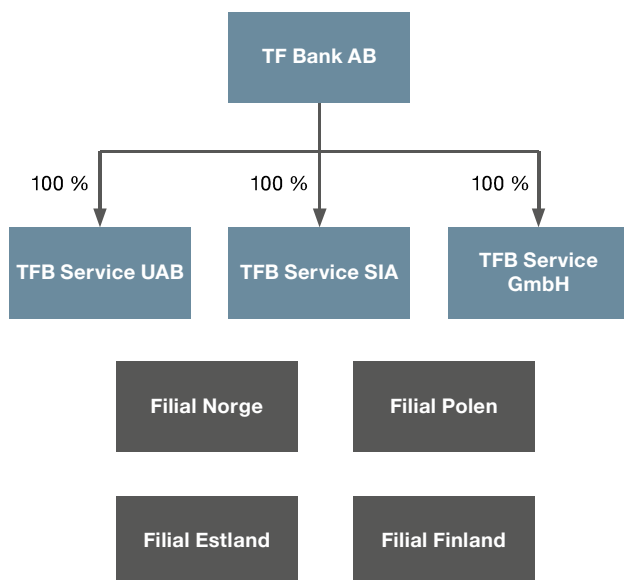 TF Bank AB
100 %
100 %
100 %
TFB Service UAB
TFB Service SIA
TFB Service
GmbH
Filial Norge
Filial Polen
Filial Estland
Filial Finland